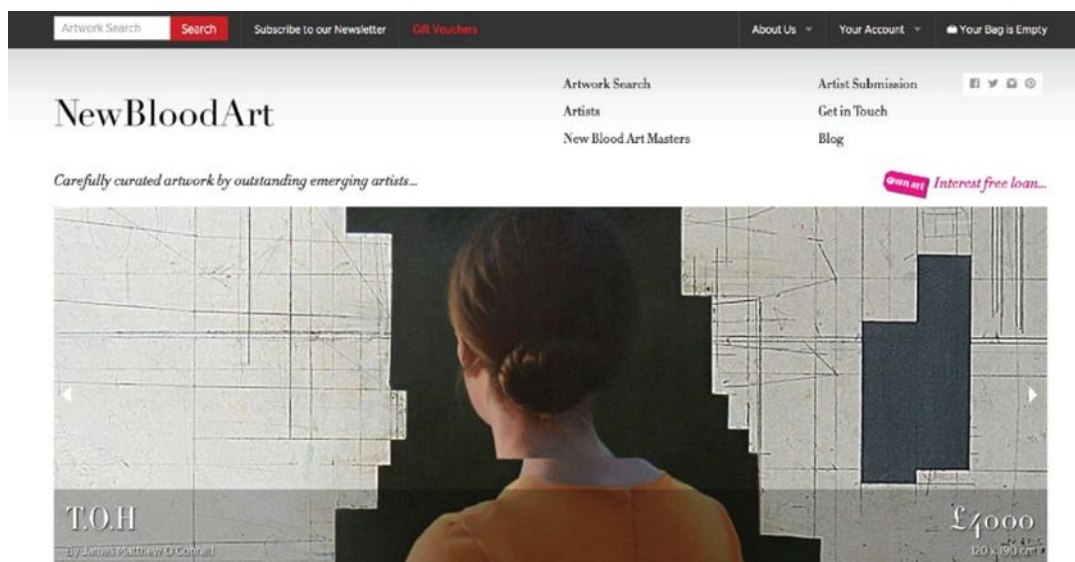 Artwork Search Search Subscribe to our Newsletter Gift Vouchers About Us Your Account Your Bag is Empty
NewBloodArt
Artwork Search
Artists
New Blood Art Masters
Artist Submission
Get in Touch
Blog
Carefully curated artwork by outstanding emerging artists...
own art Interest free loan...
T.O.H
By James Matthew O'Connell
£4000
120 x 190 cm